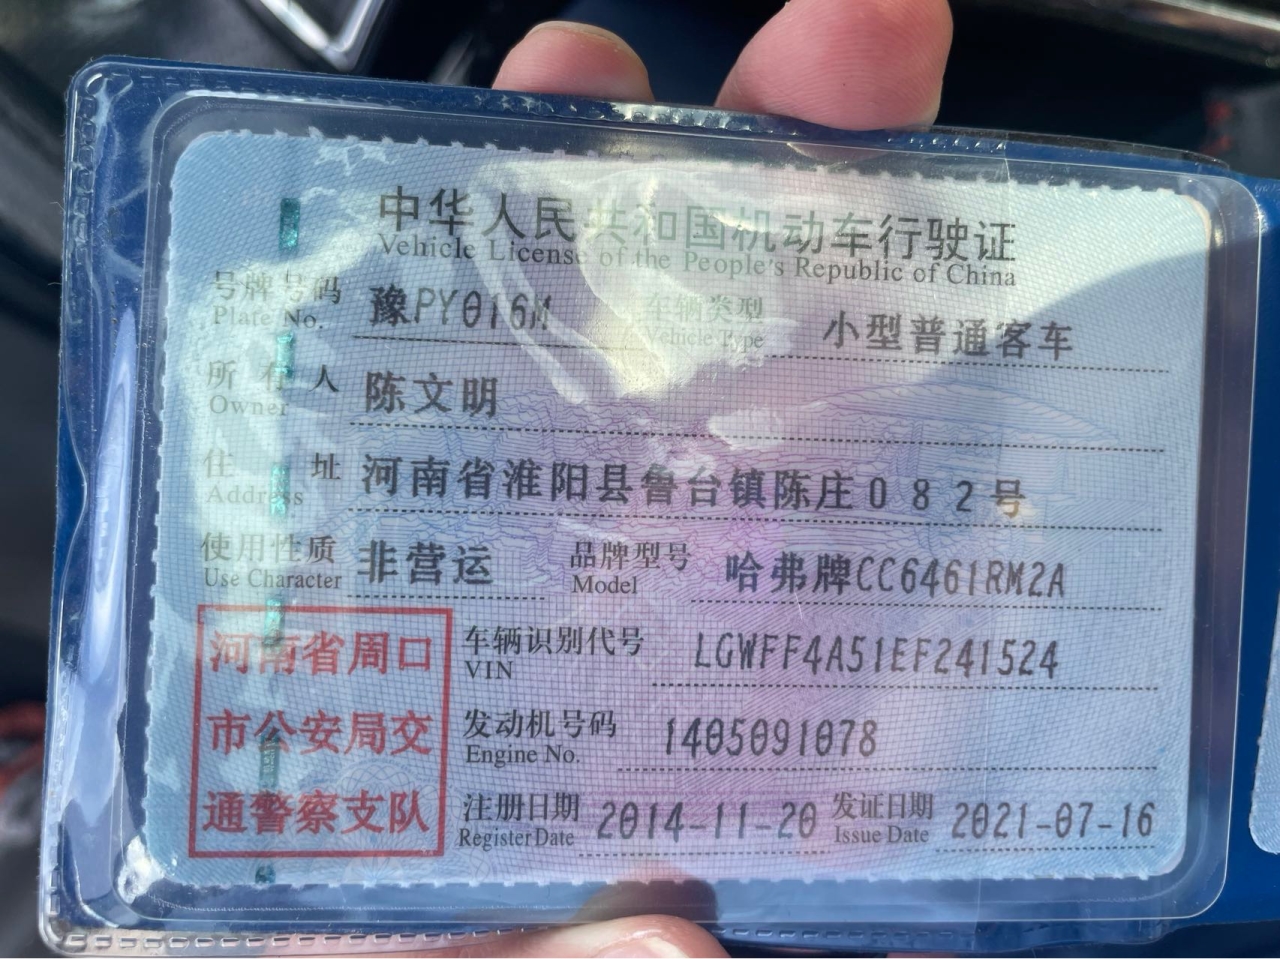 中华人民共和国机动车行驶证
Vehicle License of the People's Republic of China
号牌号码 豫PY016M 车辆类型 小型普通客车
Plate No. Vehicle Type
所有人 陈文明
Owner
住址 河南省淮阳县鲁台镇陈庄082号
Address
使用性质 非营运 品牌型号 哈弗牌CC6461RM2A
Use Character Model
河南省周口
市公安局交
通警察支队
车辆识别代号 LGWFF4A51EF241524
VIN
发动机号码 1405091078
Engine No.
注册日期 2014-11-20 发证日期 2021-07-16
Register Date Issue Date